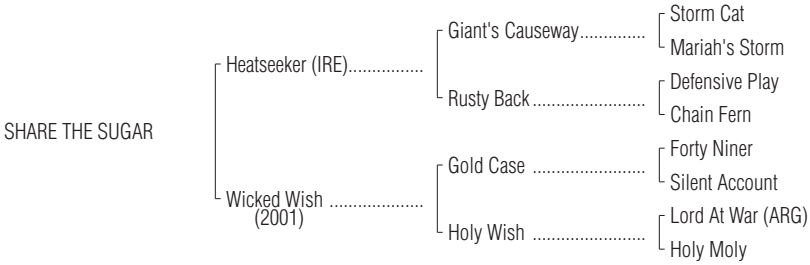 Storm Cat
Giant's Causeway..............
Mariah's Storm
Heatseeker (IRE)................
Defensive Play
Rusty Back ........................
Chain Fern
SHARE THE SUGAR
Forty Niner
Gold Case ........................
Silent Account
Wicked Wish ....................
(2001)
Lord At War (ARG)
Holy Wish ........................
Holy Moly